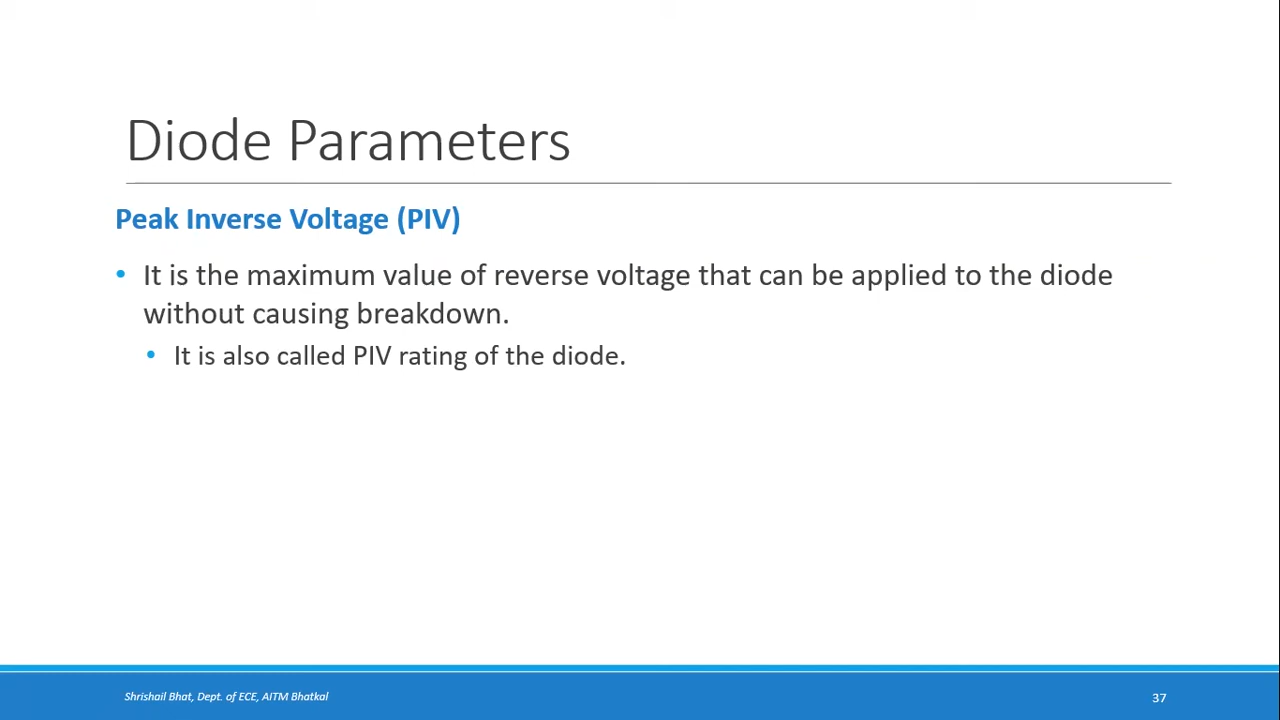 Diode Parameters
Peak Inverse Voltage (PIV)
• It is the maximum value of reverse voltage that can be applied to the diode
without causing breakdown.
• It is also called PIV rating of the diode.
Shrishail Bhat, Dept. of ECE, AITM Bhatkal
37